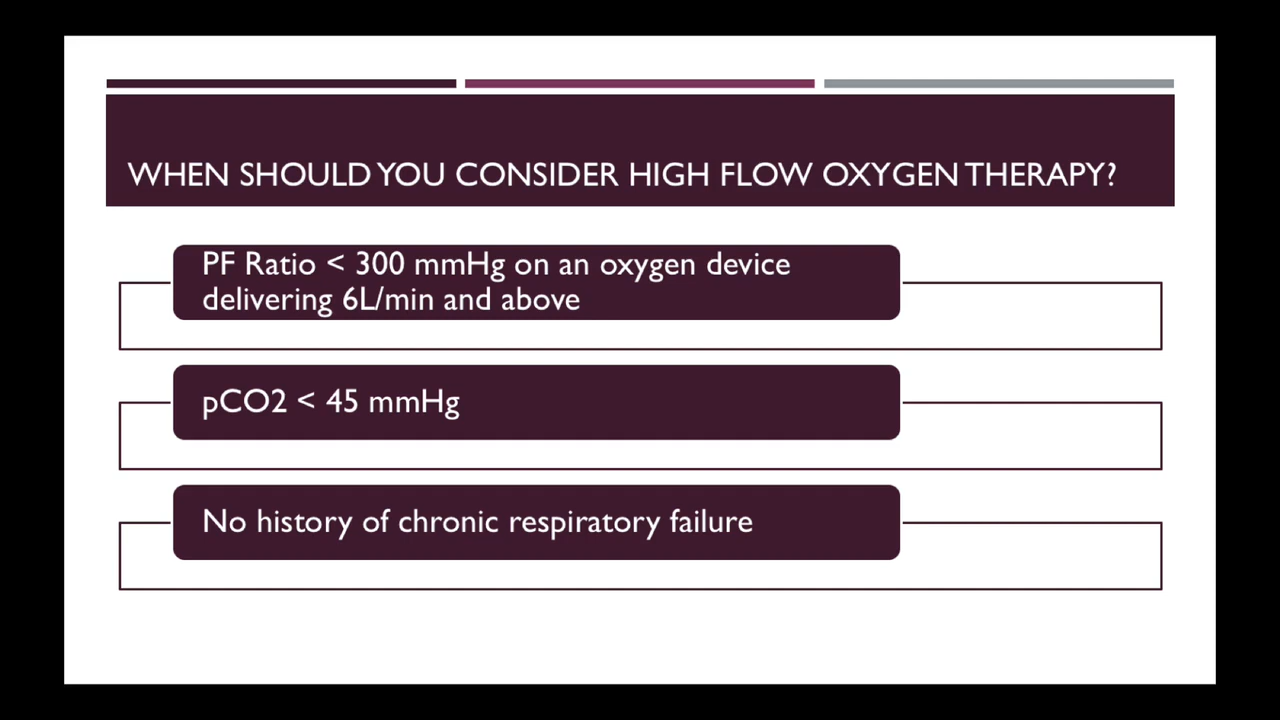 WHEN SHOULD YOU CONSIDER HIGH FLOW OXYGEN THERAPY?
PF Ratio < 300 mmHg on an oxygen device
delivering 6L/min and above
pCO2 < 45 mmHg
No history of chronic respiratory failure